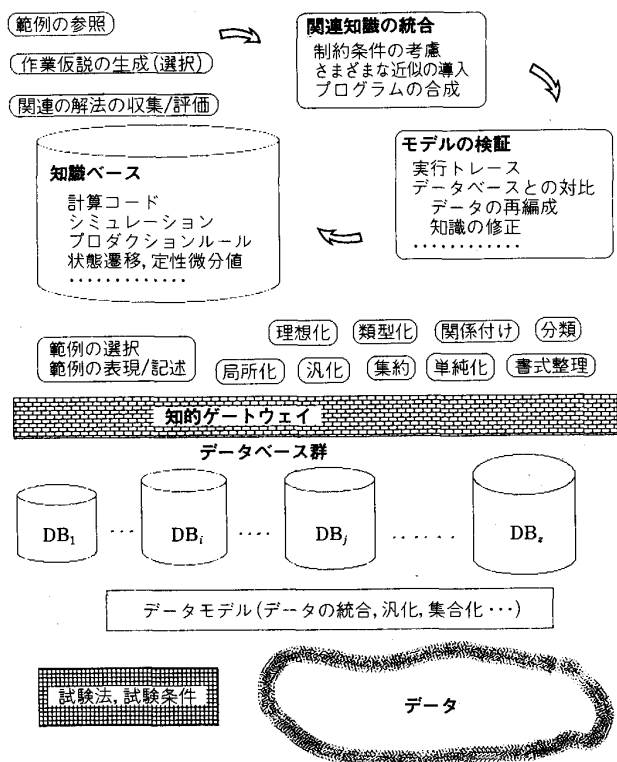 範例の参照
作業仮説の生成(選択)
関連の解法の収集/評価
関連知識の統合
制約条件の考慮
さまざまな近似の導入
プログラムの合成
モデルの検証
実行トレース
データベースとの対比
データの再編成
知識の修正
············
知識ベース
計算コード
シミュレーション
プロダクションルール
状態遷移,定性微分値
·············
範例の選択
範例の表現/記述
理想化 類型化 関係付け 分類
局所化 汎化 集約 単純化 書式整理
知的ゲートウェイ
データベース群
DB₁ ··· DBᵢ ···· DBⱼ ······ DB𝓏
データモデル(データの統合,汎化,集合化···)
試験法,試験条件
データ